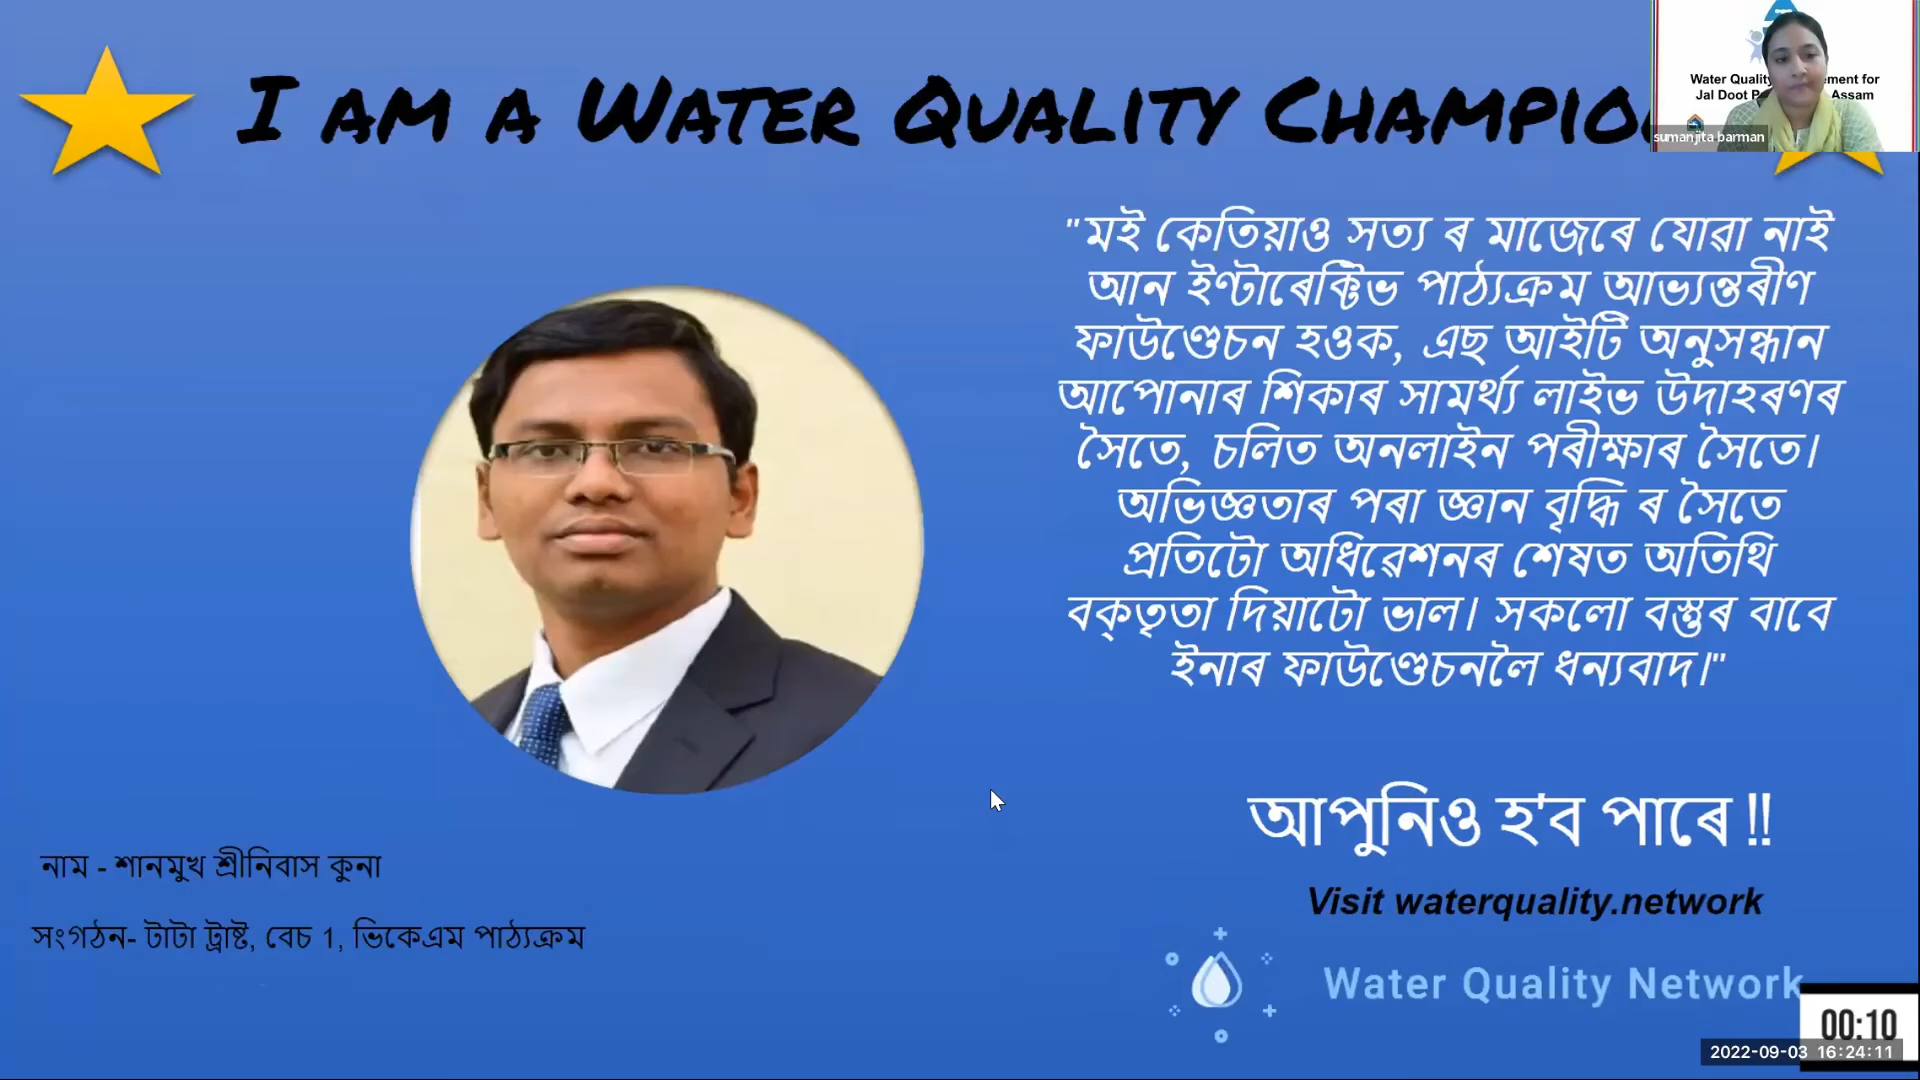 I AM A WATER QUALITY CHAMPIO
Water Quality ement for
Jal Doot Assam
sumanjita barman
"মই কেতিয়াও সত্য ৰ মাজেৰে যোৱা নাই
আন ইণ্টাৰেক্টিভ পাঠ্যক্ৰম আভ্যন্তৰীণ
ফাউণ্ডেচন হওক, এছ আইটি অনুসন্ধান
আপোনাৰ শিকাৰ সামৰ্থ্য লাইভ উদাহৰণৰ
সৈতে, চলিত অনলাইন পৰীক্ষাৰ সৈতে।
অভিজ্ঞতাৰ পৰা জ্ঞান বৃদ্ধি ৰ সৈতে
প্ৰতিটো অধিৱেশনৰ শেষত অতিথি
বক্তৃতা দিয়াটো ভাল। সকলো বস্তুৰ বাবে
ইনাৰ ফাউণ্ডেচনলৈ ধন্যবাদ।"
আপুনিও হ'ব পাৰে !!
Visit waterquality.network
Water Quality Network
নাম - শানমুখ শ্ৰীনিবাস কুনা
সংগঠন- টাটা ট্ৰাষ্ট, বেচ 1, ভিকেএম পাঠ্যক্ৰম
00:10
2022-09-03 16:24:11